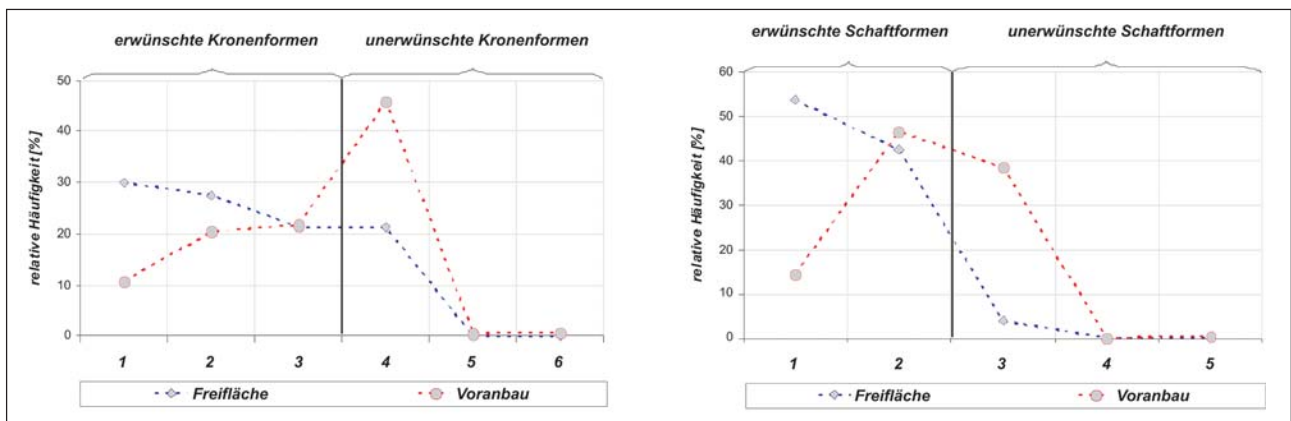 erwünschte Kronenformen unerwünschte Kronenformen
relative Häufigkeit [%]
50
40
30
20
10
0
1 2 3 4 5 6
Freifläche Voranbau
erwünschte Schaftformen unerwünschte Schaftformen
relative Häufigkeit [%]
60
50
40
30
20
10
0
1 2 3 4 5
Freifläche Voranbau